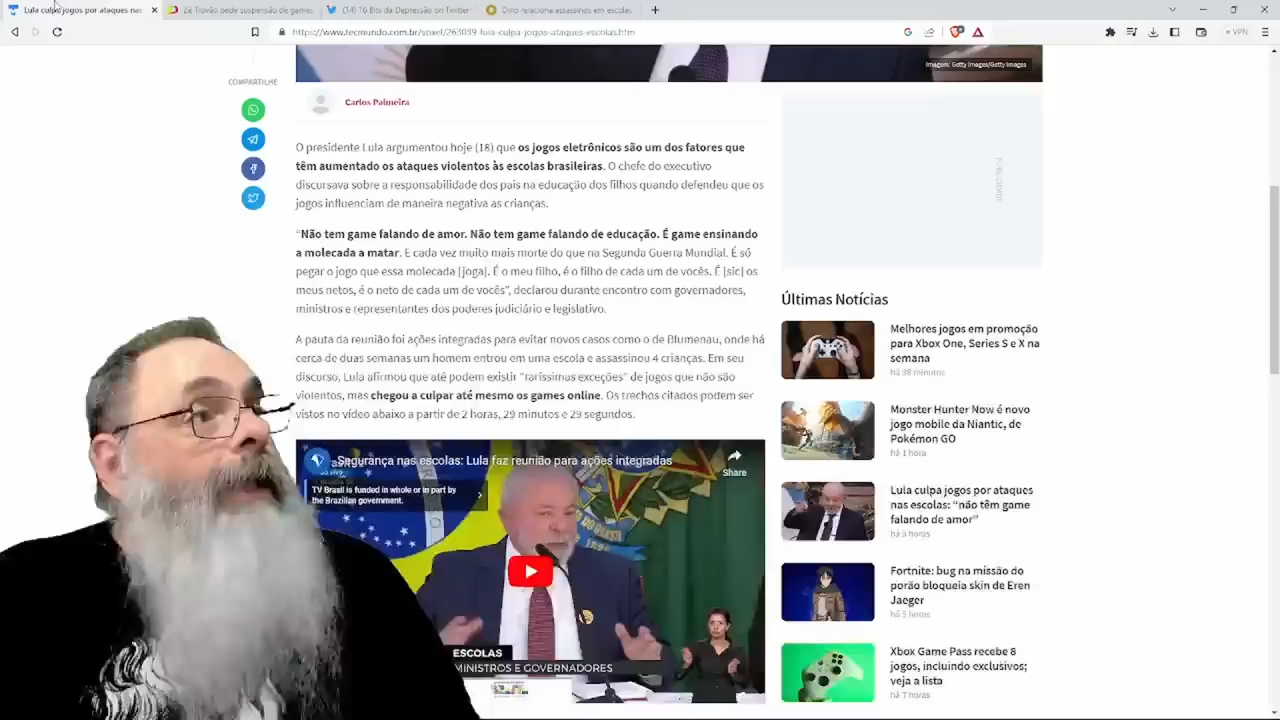 Lula culpa jogos por ataques nas
Zé Trovão pede suspensão de games
(14) 16 Bits da Depressão on Twitter
Dino relaciona assassinos em escolas
https://www.tecmundo.com.br/voxel/263039-lula-culpa-jogos-ataques-escolas.htm
VPN
Imagem: Getty Images/Getty Images
COMPARTILHE
Carlos Palmeira
O presidente Lula argumentou hoje (18) que os jogos eletrônicos são um dos fatores que
têm aumentado os ataques violentos às escolas brasileiras. O chefe do executivo
discursava sobre a responsabilidade dos pais na educação dos filhos quando defendeu que os
jogos influenciam de maneira negativa as crianças.
“Não tem game falando de amor. Não tem game falando de educação. É game ensinando
a molecada a matar. E cada vez muito mais morte do que na Segunda Guerra Mundial. É só
pegar o jogo que essa molecada [joga]. É o meu filho, é o filho de cada um de vocês. É [sic] os
meus netos, é o neto de cada um de vocês”, declarou durante encontro com governadores,
ministros e representantes dos poderes judiciário e legislativo.
A pauta da reunião foi ações integradas para evitar novos casos como o de Blumenau, onde há
cerca de duas semanas um homem entrou em uma escola e assassinou 4 crianças. Em seu
discurso, Lula afirmou que até podem existir “raríssimas exceções” de jogos que não são
violentos, mas chegou a culpar até mesmo os games online. Os trechos citados podem ser
vistos no vídeo abaixo a partir de 2 horas, 29 minutos e 29 segundos.
Segurança nas escolas: Lula faz reunião para ações integradas
Share
TV Brasil is funded in whole or in part by
the Brazilian government.
ESCOLAS
MINISTROS E GOVERNADORES
PUBLICIDADE
Últimas Notícias
Melhores jogos em promoção
para Xbox One, Series S e X na
semana
há 38 minutos
Monster Hunter Now é novo
jogo mobile da Niantic, de
Pokémon GO
há 1 hora
Lula culpa jogos por ataques
nas escolas: “não têm game
falando de amor”
há 3 horas
Fortnite: bug na missão do
porão bloqueia skin de Eren
Jaeger
há 5 horas
Xbox Game Pass recebe 8
jogos, incluindo exclusivos;
veja a lista
há 7 horas